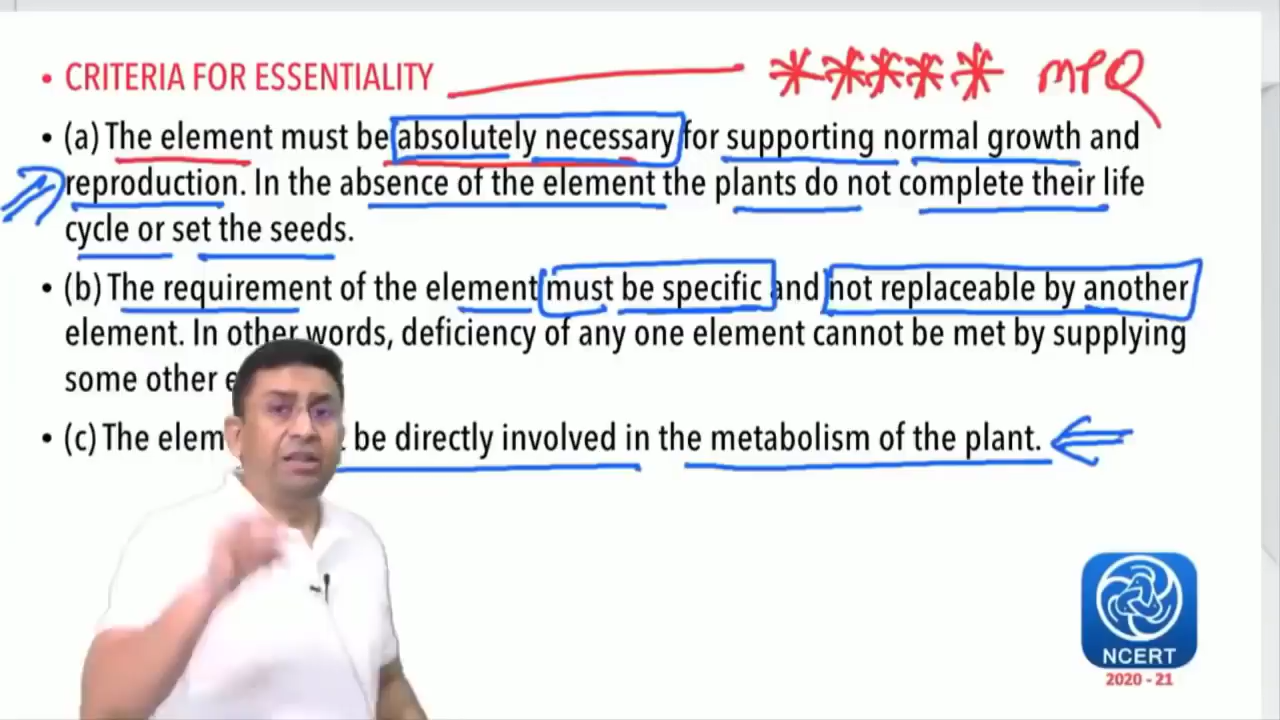 • CRITERIA FOR ESSENTIALITY ***** MPQ
• (a) The element must be absolutely necessary for supporting normal growth and
reproduction. In the absence of the element the plants do not complete their life
cycle or set the seeds.
• (b) The requirement of the element must be specific and not replaceable by another
element. In other words, deficiency of any one element cannot be met by supplying
some other
• (c) The elem be directly involved in the metabolism of the plant.
NCERT
2020 - 21